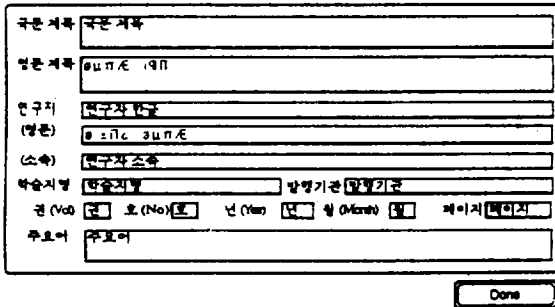 국문 제목 국문 제목
영문 제목
연구자 연구자 한글
(영문)
(소속) 연구자 소속
학술지명 학술지명 발행기관 발행기관
권 (Vol) 권 호 (No) 호 년 (Year) 년 월 (Month) 월 페이지 페이지
주요어 주요어
Done